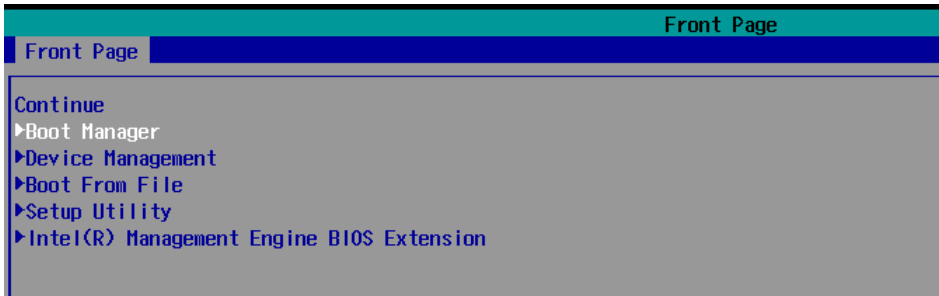 Front Page
Front Page
Continue
Boot Manager
Device Management
Boot From File
Setup Utility
Intel(R) Management Engine BIOS Extension